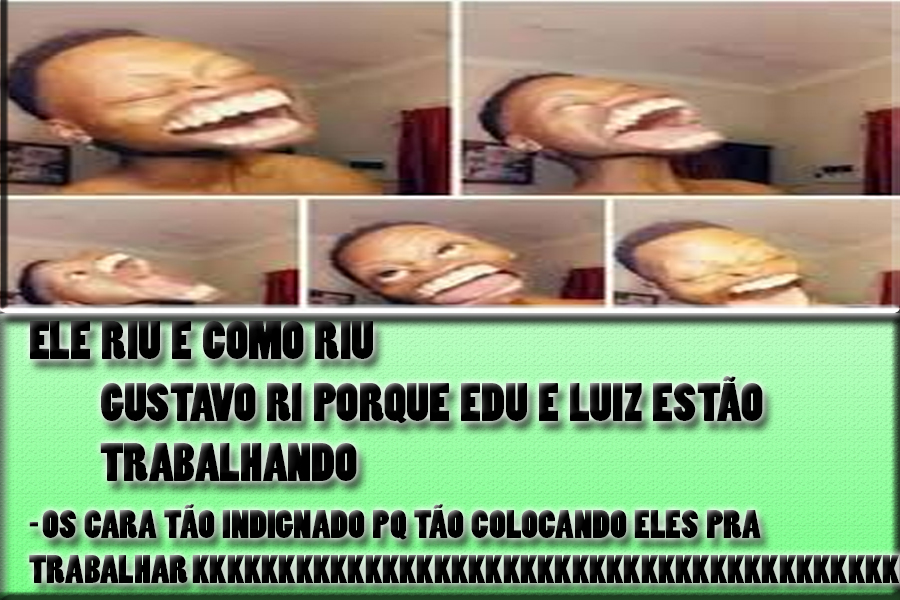 ELE RIU E COMO RIU
GUSTAVO RI PORQUE EDU E LUIZ ESTÃO
TRABALHANDO
-OS CARA TÃO INDIGNADO PQ TÃO COLOCANDO ELES PRA
TRABALHAR KKKKKKKKKKKKKKKKKKKKKKKKKKKKKKKKKKKKKKKKK